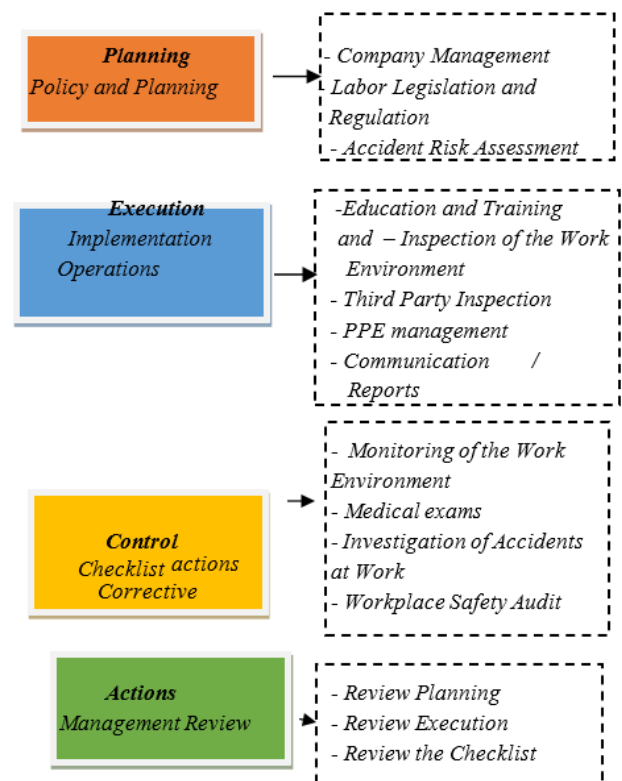 Planning
Policy and Planning
- Company Management
- Labor Legislation and
Regulation
- Accident Risk Assessment
Execution
Implementation
Operations
-Education and Training
and – Inspection of the Work
Environment
- Third Party Inspection
- PPE management
- Communication /
Reports
Control
Checklist actions
Corrective
- Monitoring of the Work
Environment
- Medical exams
- Investigation of Accidents
at Work
- Workplace Safety Audit
Actions
Management Review
- Review Planning
- Review Execution
- Review the Checklist